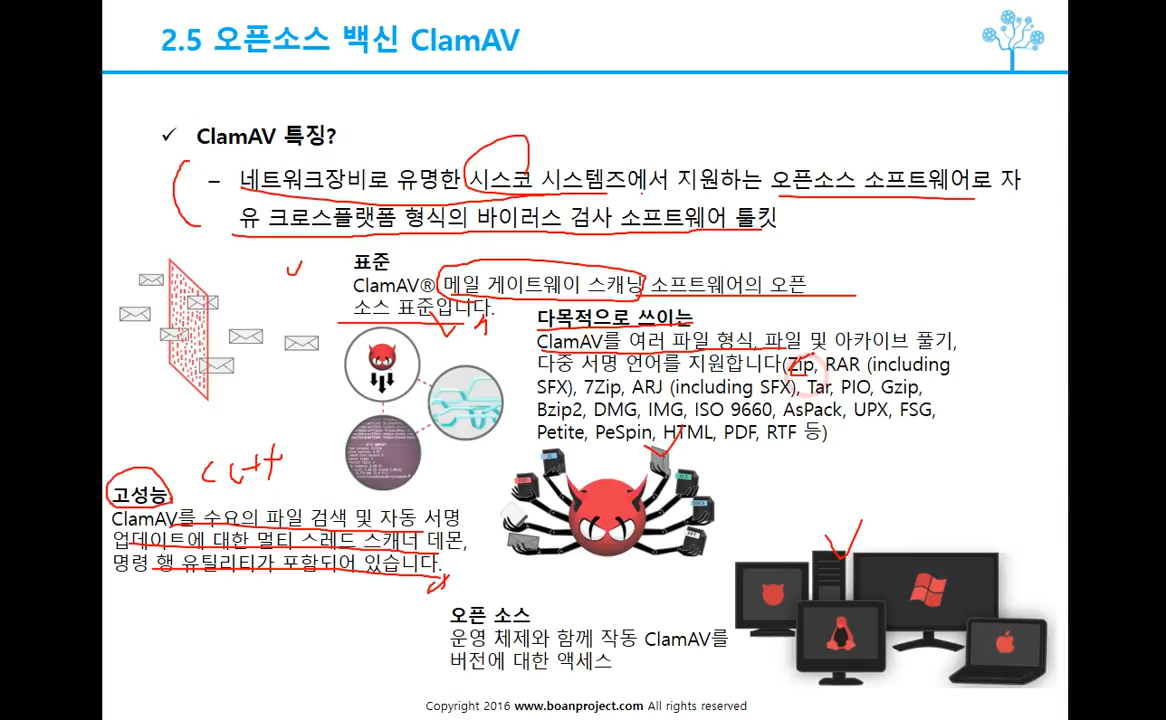 2.5 오픈소스 백신 ClamAV
✓ ClamAV 특징?
– 네트워크장비로 유명한 시스코 시스템즈에서 지원하는 오픈소스 소프트웨어로 자
유 크로스플랫폼 형식의 바이러스 검사 소프트웨어 툴킷
표준
ClamAV® 메일 게이트웨이 스캐닝 소프트웨어의 오픈
소스 표준입니다.
다목적으로 쓰이는
ClamAV를 여러 파일 형식, 파일 및 아카이브 풀기,
다중 서명 언어를 지원합니다(Zip, RAR (including
SFX), 7Zip, ARJ (including SFX), Tar, PIO, Gzip,
Bzip2, DMG, IMG, ISO 9660, AsPack, UPX, FSG,
Petite, PeSpin, HTML, PDF, RTF 등)
C C++
고성능
ClamAV를 수요의 파일 검색 및 자동 서명
업데이트에 대한 멀티 스레드 스캐너 데몬,
명령 행 유틸리티가 포함되어 있습니다.
오픈 소스
운영 체제와 함께 작동 ClamAV를
버전에 대한 액세스
Copyright 2016 www.boanproject.com All rights reserved